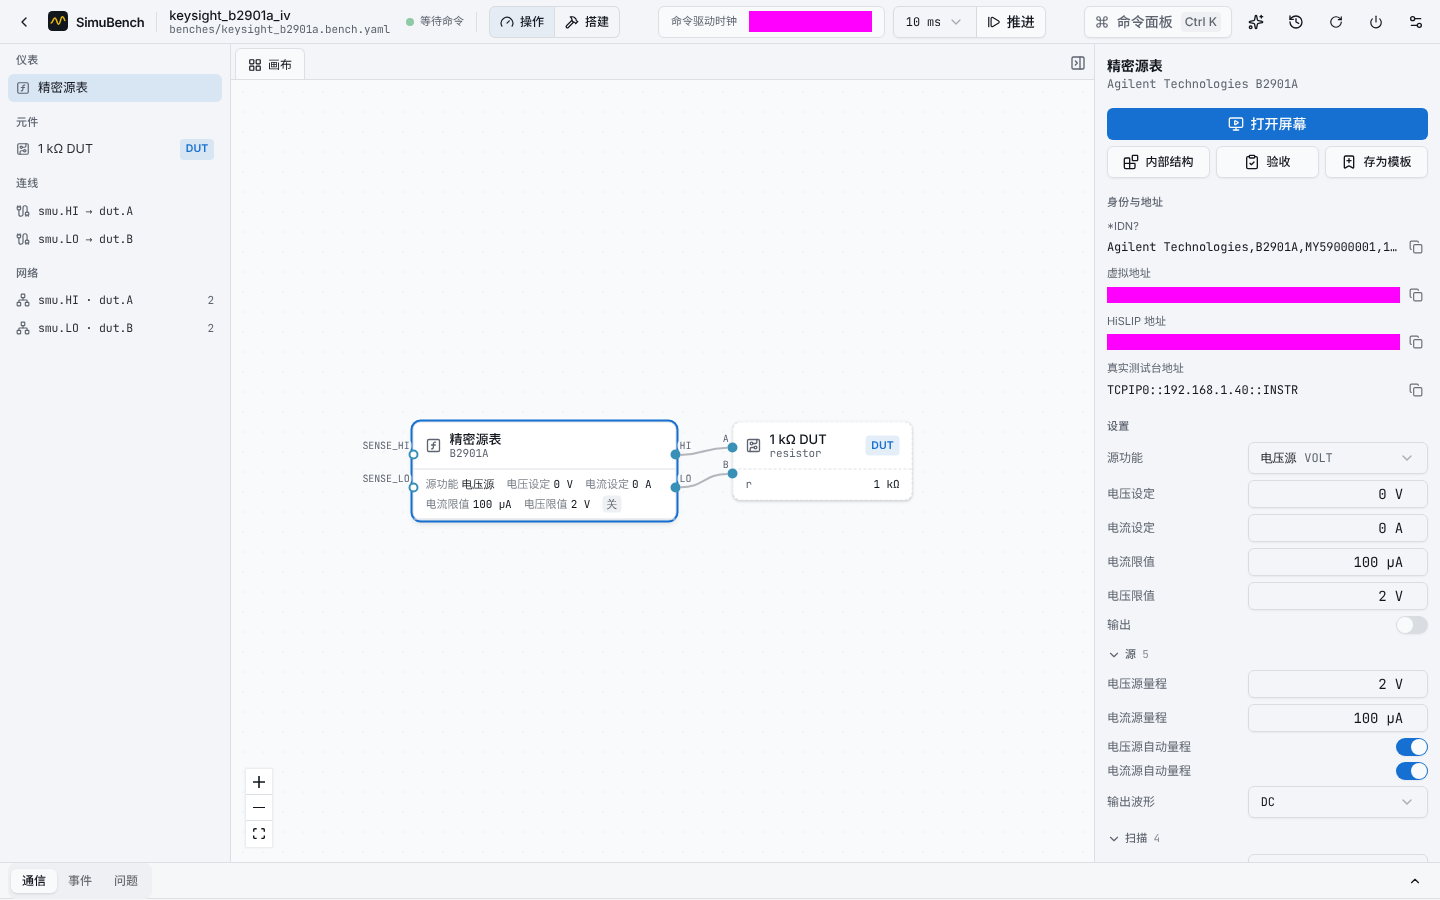 SimuBench
keysight_b2901a_iv
benches/keysight_b2901a.bench.yaml
等待命令
操作
搭建
命令驱动时钟
10 ms
推进
命令面板 Ctrl K
仪表
精密源表
元件
1 kΩ DUT DUT
连线
smu.HI → dut.A
smu.LO → dut.B
网络
smu.HI · dut.A 2
smu.LO · dut.B 2
画布
SENSE_HI
SENSE_LO
精密源表
B2901A
源功能 电压源 电压设定 0 V 电流设定 0 A
电流限值 100 µA 电压限值 2 V 关
HI
LO
A
B
1 kΩ DUT
resistor
DUT
r 1 kΩ
精密源表
Agilent Technologies B2901A
打开屏幕
内部结构
验收
存为模板
身份与地址
*IDN?
Agilent Technologies,B2901A,MY59000001,1…
虚拟地址
HiSLIP 地址
真实测试台地址
TCPIP0::192.168.1.40::INSTR
设置
源功能 电压源 VOLT
电压设定 0 V
电流设定 0 A
电流限值 100 µA
电压限值 2 V
输出
源 5
电压源量程 2 V
电流源量程 100 µA
电压源自动量程
电流源自动量程
输出波形 DC
扫描 4
通信
事件
问题